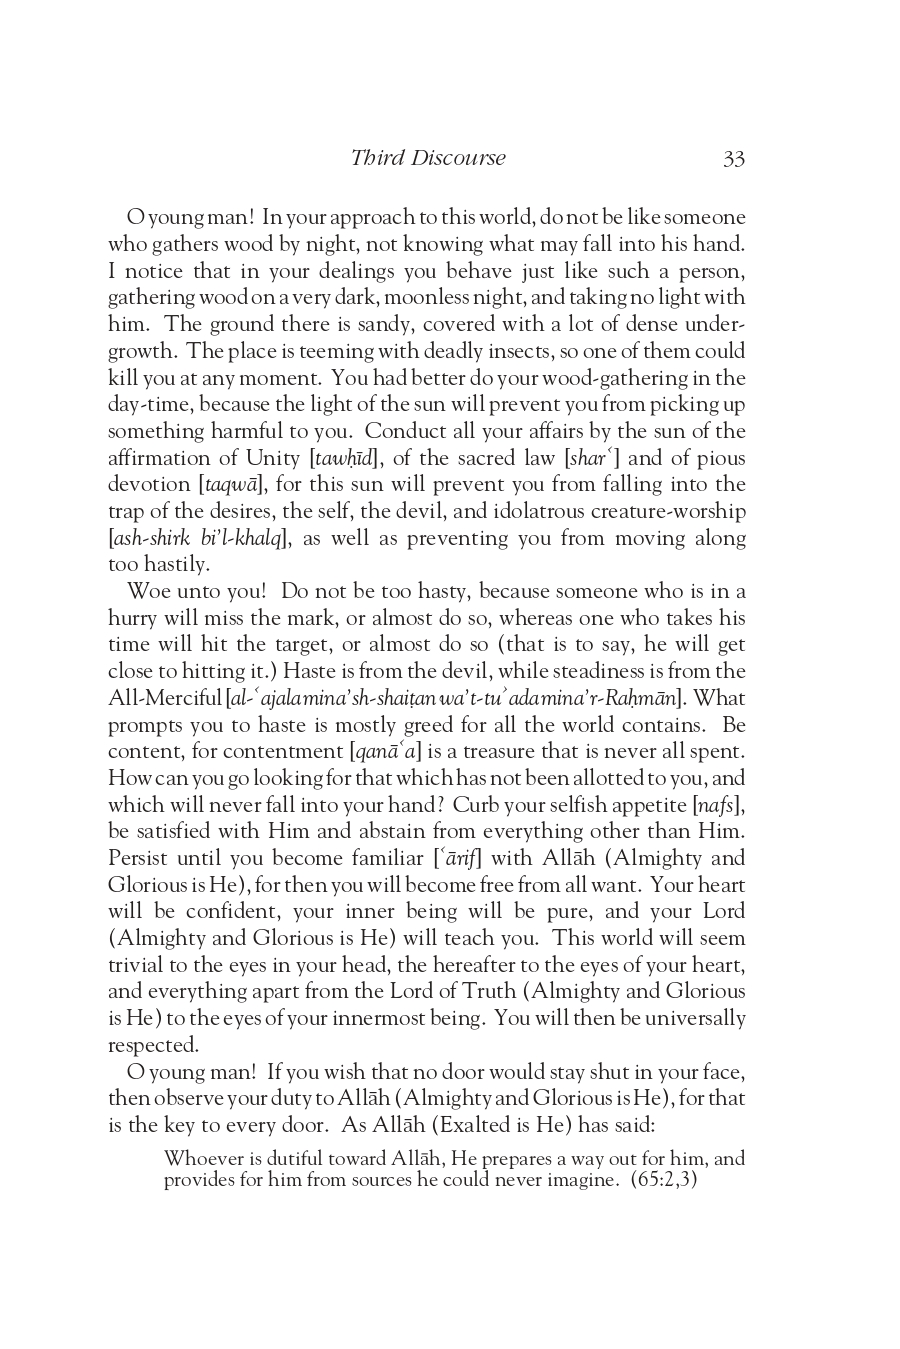 Third Discourse 33
O young man! In your approach to this world, do not be like someone
who gathers wood by night, not knowing what may fall into his hand.
I notice that in your dealings you behave just like such a person,
gathering wood on a very dark, moonless night, and taking no light with
him. The ground there is sandy, covered with a lot of dense under-
growth. The place is teeming with deadly insects, so one of them could
kill you at any moment. You had better do your wood-gathering in the
day-time, because the light of the sun will prevent you from picking up
something harmful to you. Conduct all your affairs by the sun of the
affirmation of Unity [tawḥīd], of the sacred law [sharʿ] and of pious
devotion [taqwā], for this sun will prevent you from falling into the
trap of the desires, the self, the devil, and idolatrous creature-worship
[ash-shirk bi’l-khalq], as well as preventing you from moving along
too hastily.
Woe unto you! Do not be too hasty, because someone who is in a
hurry will miss the mark, or almost do so, whereas one who takes his
time will hit the target, or almost do so (that is to say, he will get
close to hitting it.) Haste is from the devil, while steadiness is from the
All-Merciful [al-ʿajala mina’sh-shaiṭan wa’t-tuʾada mina’r-Raḥmān]. What
prompts you to haste is mostly greed for all the world contains. Be
content, for contentment [qanāʿa] is a treasure that is never all spent.
How can you go looking for that which has not been allotted to you, and
which will never fall into your hand? Curb your selfish appetite [nafs],
be satisfied with Him and abstain from everything other than Him.
Persist until you become familiar [ʿārif] with Allāh (Almighty and
Glorious is He), for then you will become free from all want. Your heart
will be confident, your inner being will be pure, and your Lord
(Almighty and Glorious is He) will teach you. This world will seem
trivial to the eyes in your head, the hereafter to the eyes of your heart,
and everything apart from the Lord of Truth (Almighty and Glorious
is He) to the eyes of your innermost being. You will then be universally
respected.
O young man! If you wish that no door would stay shut in your face,
then observe your duty to Allāh (Almighty and Glorious is He), for that
is the key to every door. As Allāh (Exalted is He) has said:
Whoever is dutiful toward Allāh, He prepares a way out for him, and
provides for him from sources he could never imagine. (65:2,3)